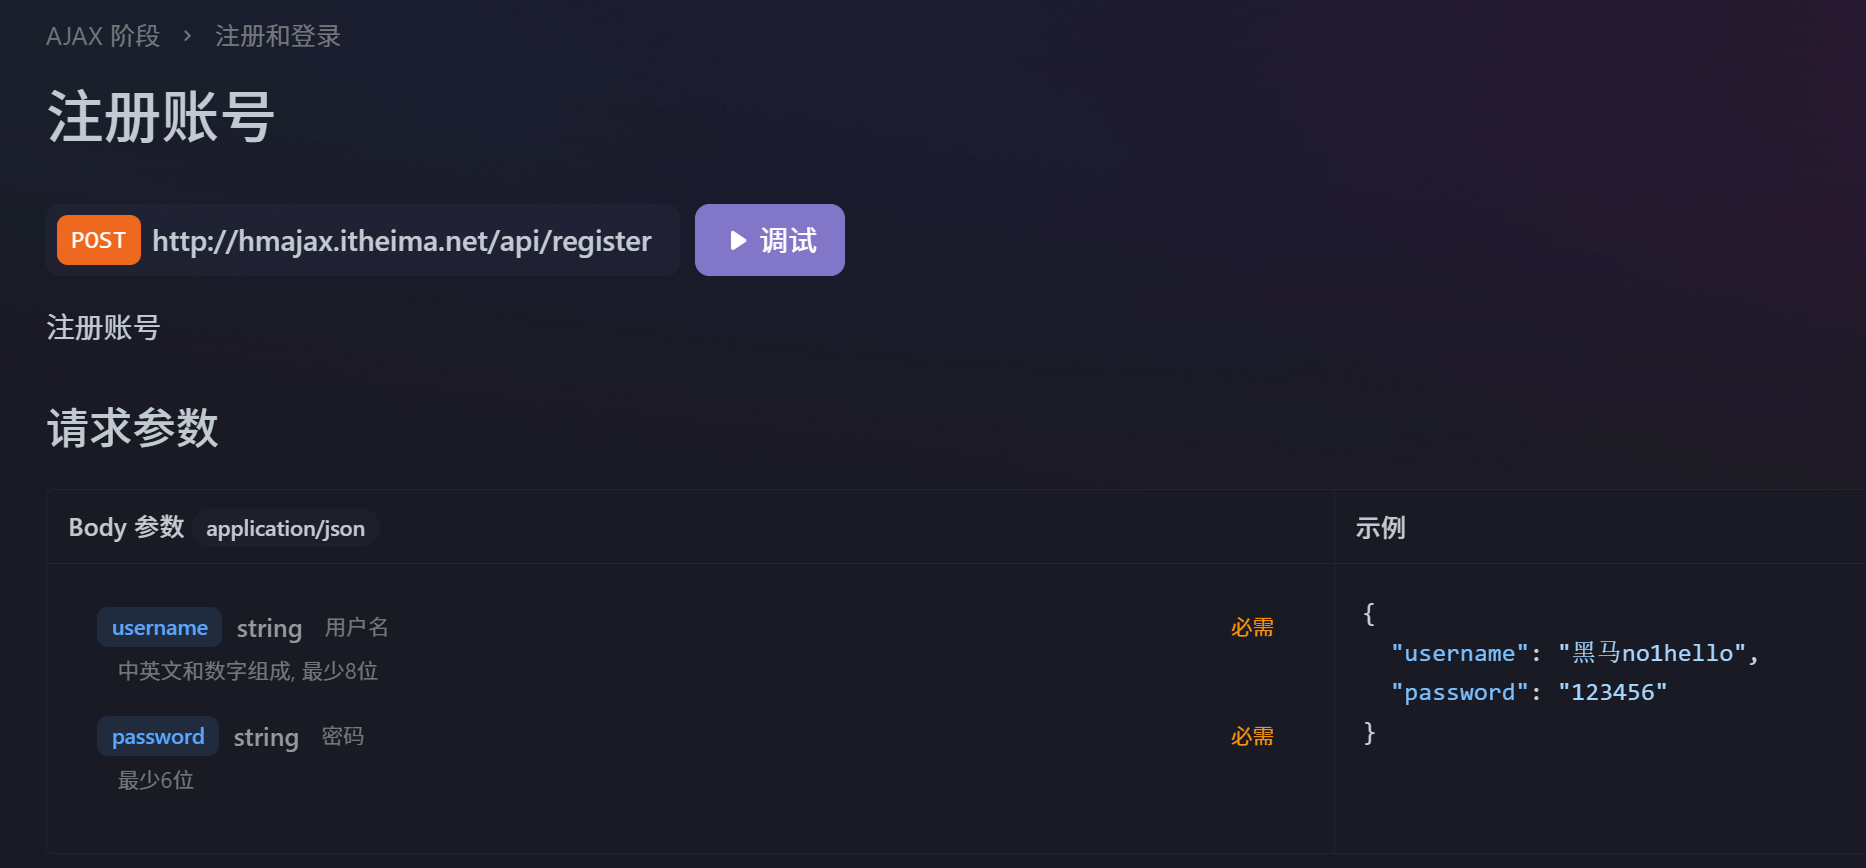 AJAX 阶段 › 注册和登录
注册账号
POST http://hmajax.itheima.net/api/register 调试
注册账号
请求参数
Body 参数 application/json
示例
username string 用户名 必需
中英文和数字组成, 最少8位
password string 密码 必需
最少6位
{
"username": "黑马no1hello",
"password": "123456"
}